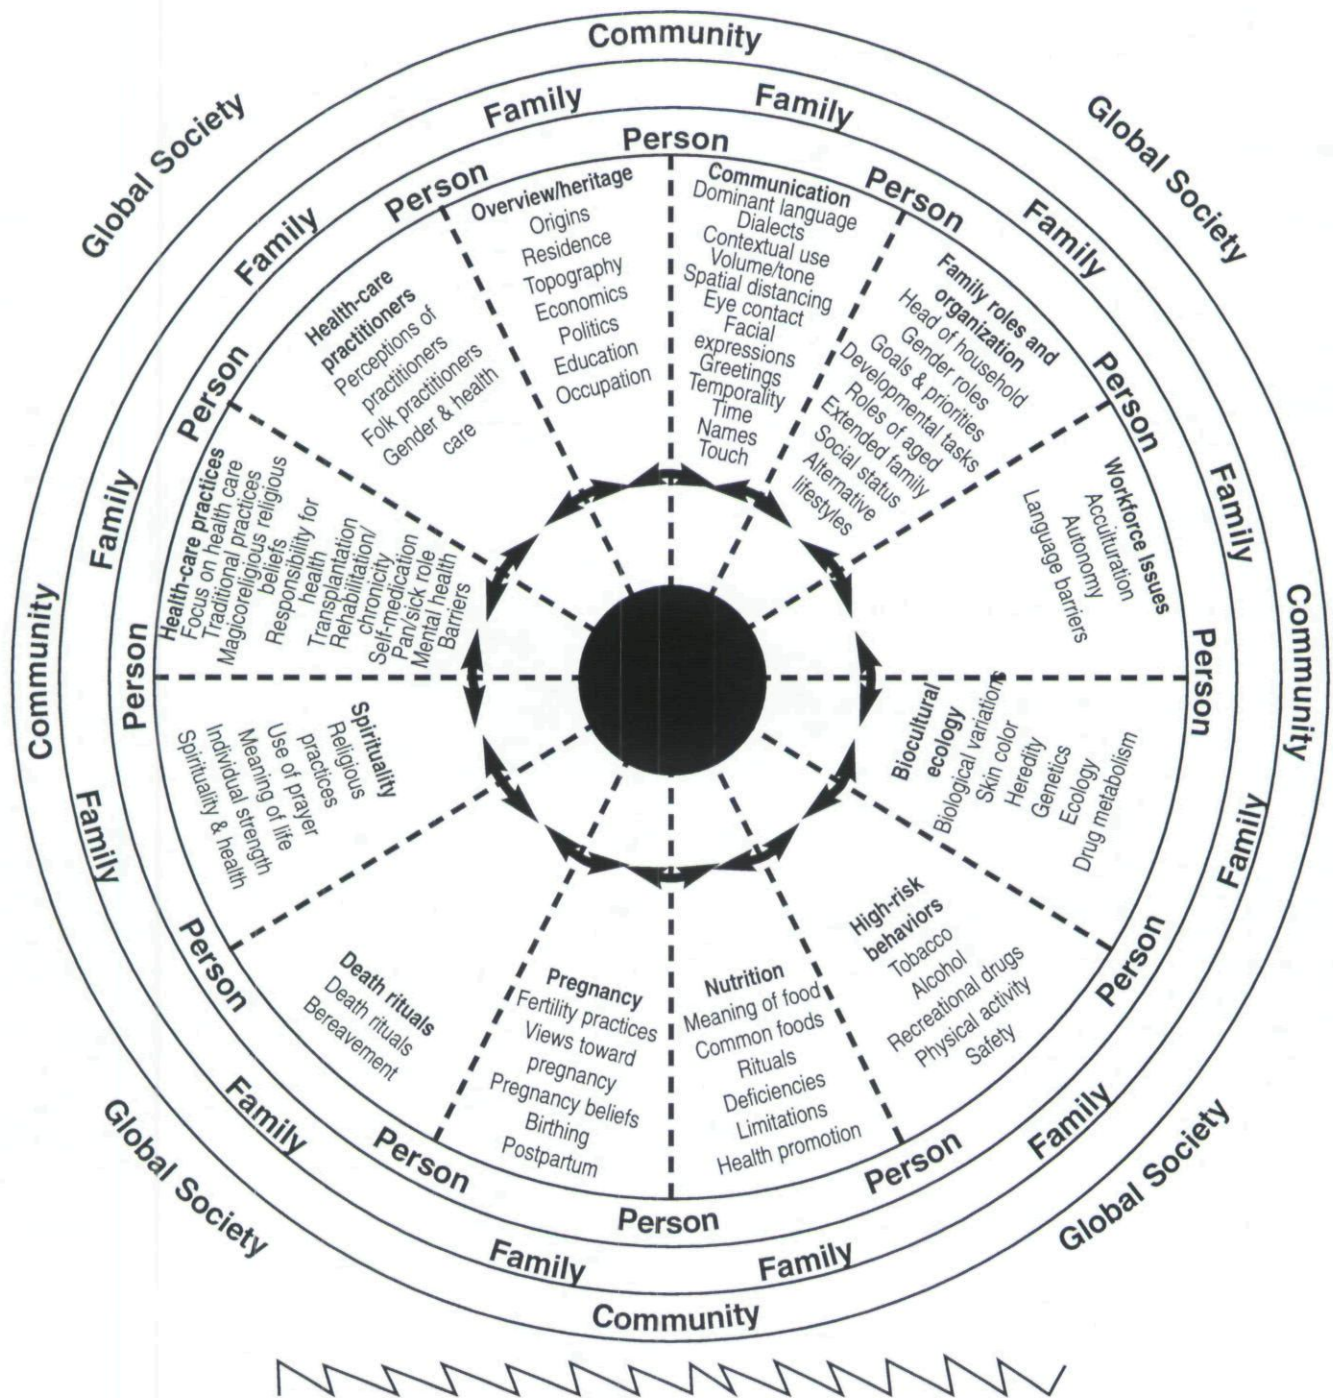 Community
Global Society
Global Society
Family
Family
Person
Person
Person
Family
Family
Overview/heritage
Origins
Residence
Topography
Economics
Politics
Education
Occupation
Communication
Dominant language
Dialects
Contextual use
Volume/tone
Spatial distancing
Eye contact
Facial
expressions
Greetings
Temporality
Time
Names
Touch
Family roles and
organization
Head of household
Gender roles
Goals & priorities
Developmental tasks
Roles of aged
Extended family
Social status
Alternative
lifestyles
Person
Family
Workforce Issues
Acculturation
Autonomy
Language barriers
Community
Person
Biocultural
ecology
Biological variations
Skin color
Heredity
Genetics
Ecology
Drug metabolism
Family
Person
High-risk
behaviors
Tobacco
Alcohol
Recreational drugs
Physical activity
Safety
Family
Global Society
Person
Nutrition
Meaning of food
Common foods
Rituals
Deficiencies
Limitations
Health promotion
Person
Family
Community
Pregnancy
Fertility practices
Views toward
pregnancy
Pregnancy beliefs
Birthing
Postpartum
Family
Person
Death rituals
Death rituals
Bereavement
Family
Global Society
Person
Spirituality
Religious
practices
Use of prayer
Meaning of life
Individual strength
Spirituality & health
Family
Person
Community
Health-care practices
Focus on health care
Traditional practices
Magicoreligious religious
beliefs
Responsibility for
health
Transplantation
Rehabilitation/
chronicity
Self-medication
Pan/sick role
Mental health
Barriers
Family
Person
Health-care
practitioners
Perceptions of
practitioners
Folk practitioners
Gender & health
care